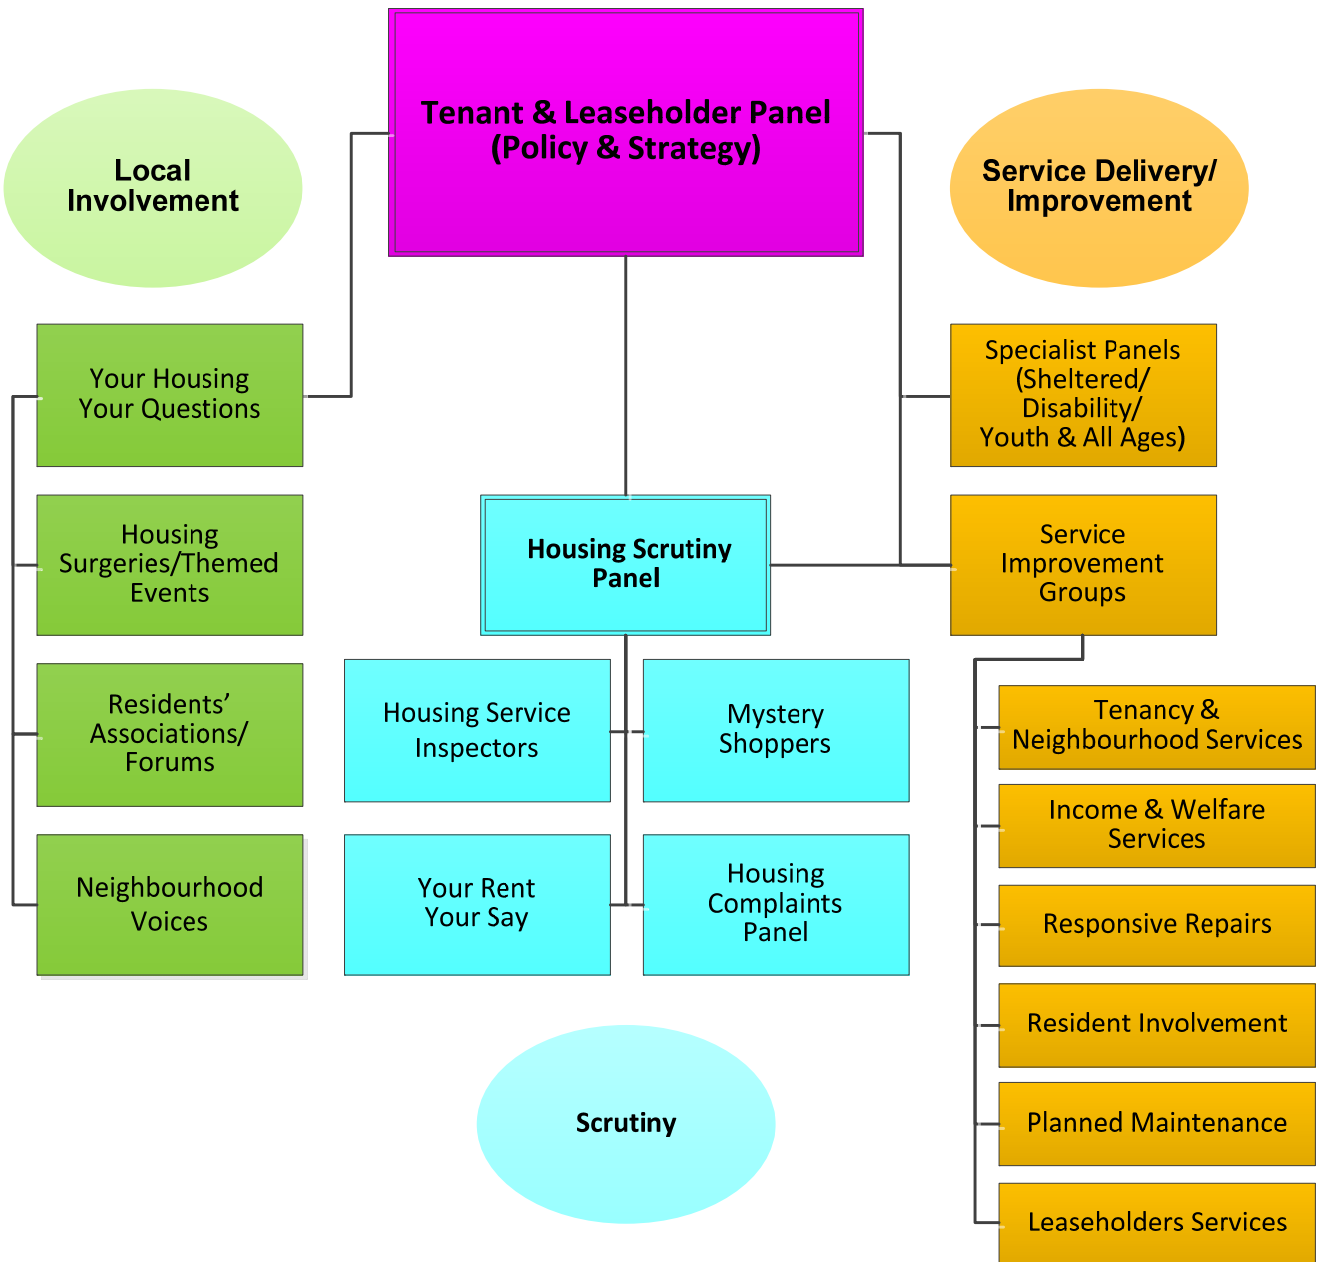 Tenant & Leaseholder Panel
(Policy & Strategy)
Local
Involvement
Service Delivery/
Improvement
Your Housing
Your Questions
Housing
Surgeries/Themed
Events
Residents’
Associations/
Forums
Neighbourhood
Voices
Housing Scrutiny
Panel
Housing Service
Inspectors
Mystery
Shoppers
Your Rent
Your Say
Housing
Complaints
Panel
Scrutiny
Specialist Panels
(Sheltered/
Disability/
Youth & All Ages)
Service
Improvement
Groups
Tenancy &
Neighbourhood Services
Income & Welfare
Services
Responsive Repairs
Resident Involvement
Planned Maintenance
Leaseholders Services